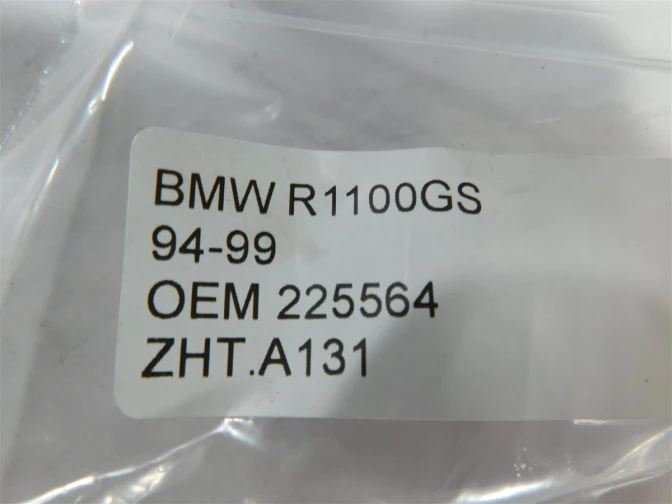 BMW R1100GS
94-99
OEM 225564
ZHT.A131